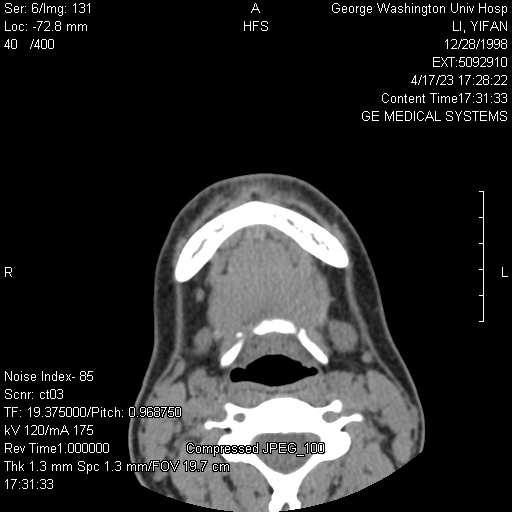 Ser: 6/Img: 131
Loc: -72.8 mm
40 /400
A
HFS
George Washington Univ Hosp
LI, YIFAN
12/28/1998
EXT:5092910
4/17/23 17:28:22
Content Time17:31:33
GE MEDICAL SYSTEMS
R
L
Noise Index- 85
Scnr: ct03
TF: 19.375000/Pitch: 0.968750
kV 120/mA 175
Rev Time1.000000
Compressed JPEG_100
Thk 1.3 mm Spc 1.3 mm/FOV 19.7 cm
17:31:33